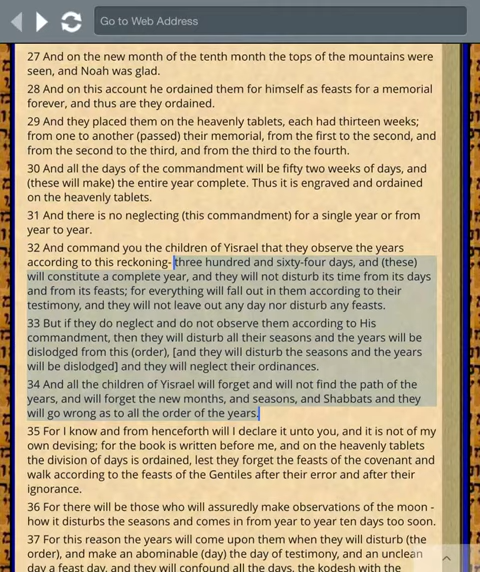 Go to Web Address
27 And on the new month of the tenth month the tops of the mountains were
seen, and Noah was glad.
28 And on this account he ordained them for himself as feasts for a memorial
forever, and thus are they ordained.
29 And they placed them on the heavenly tablets, each had thirteen weeks;
from one to another (passed) their memorial, from the first to the second, and
from the second to the third, and from the third to the fourth.
30 And all the days of the commandment will be fifty two weeks of days, and
(these will make) the entire year complete. Thus it is engraved and ordained
on the heavenly tablets.
31 And there is no neglecting (this commandment) for a single year or from
year to year.
32 And command you the children of Yisrael that they observe the years
according to this reckoning- three hundred and sixty-four days, and (these)
will constitute a complete year, and they will not disturb its time from its days
and from its feasts; for everything will fall out in them according to their
testimony, and they will not leave out any day nor disturb any feasts.
33 But if they do neglect and do not observe them according to His
commandment, then they will disturb all their seasons and the years will be
dislodged from this (order), [and they will disturb the seasons and the years
will be dislodged] and they will neglect their ordinances.
34 And all the children of Yisrael will forget and will not find the path of the
years, and will forget the new months, and seasons, and Shabbats and they
will go wrong as to all the order of the years.
35 For I know and from henceforth will I declare it unto you, and it is not of my
own devising; for the book is written before me, and on the heavenly tablets
the division of days is ordained, lest they forget the feasts of the covenant and
walk according to the feasts of the Gentiles after their error and after their
ignorance.
36 For there will be those who will assuredly make observations of the moon -
how it disturbs the seasons and comes in from year to year ten days too soon.
37 For this reason the years will come upon them when they will disturb (the
order), and make an abominable (day) the day of testimony, and an unclean
day a feast day, and they will confound all the days, the kodesh with the